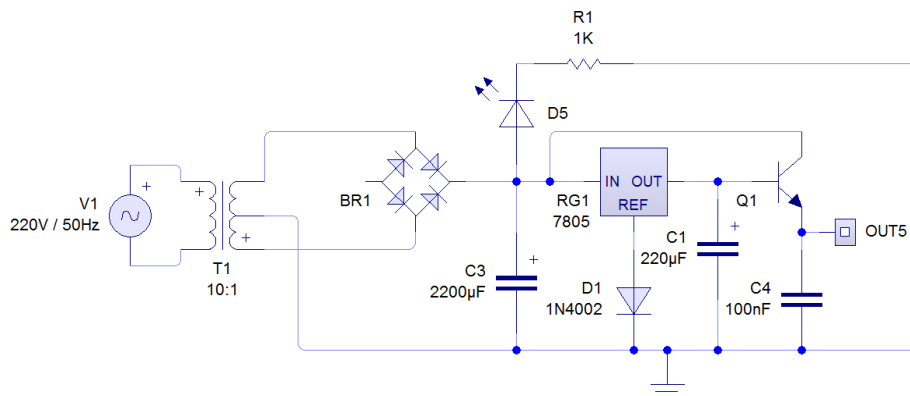 R1
1K
D5
V1
220V / 50Hz
+
+
+
T1
10:1
BR1
IN OUT
REF
RG1
7805
Q1
OUT5
C3
2200µF
+
D1
1N4002
C1
220µF
+
C4
100nF